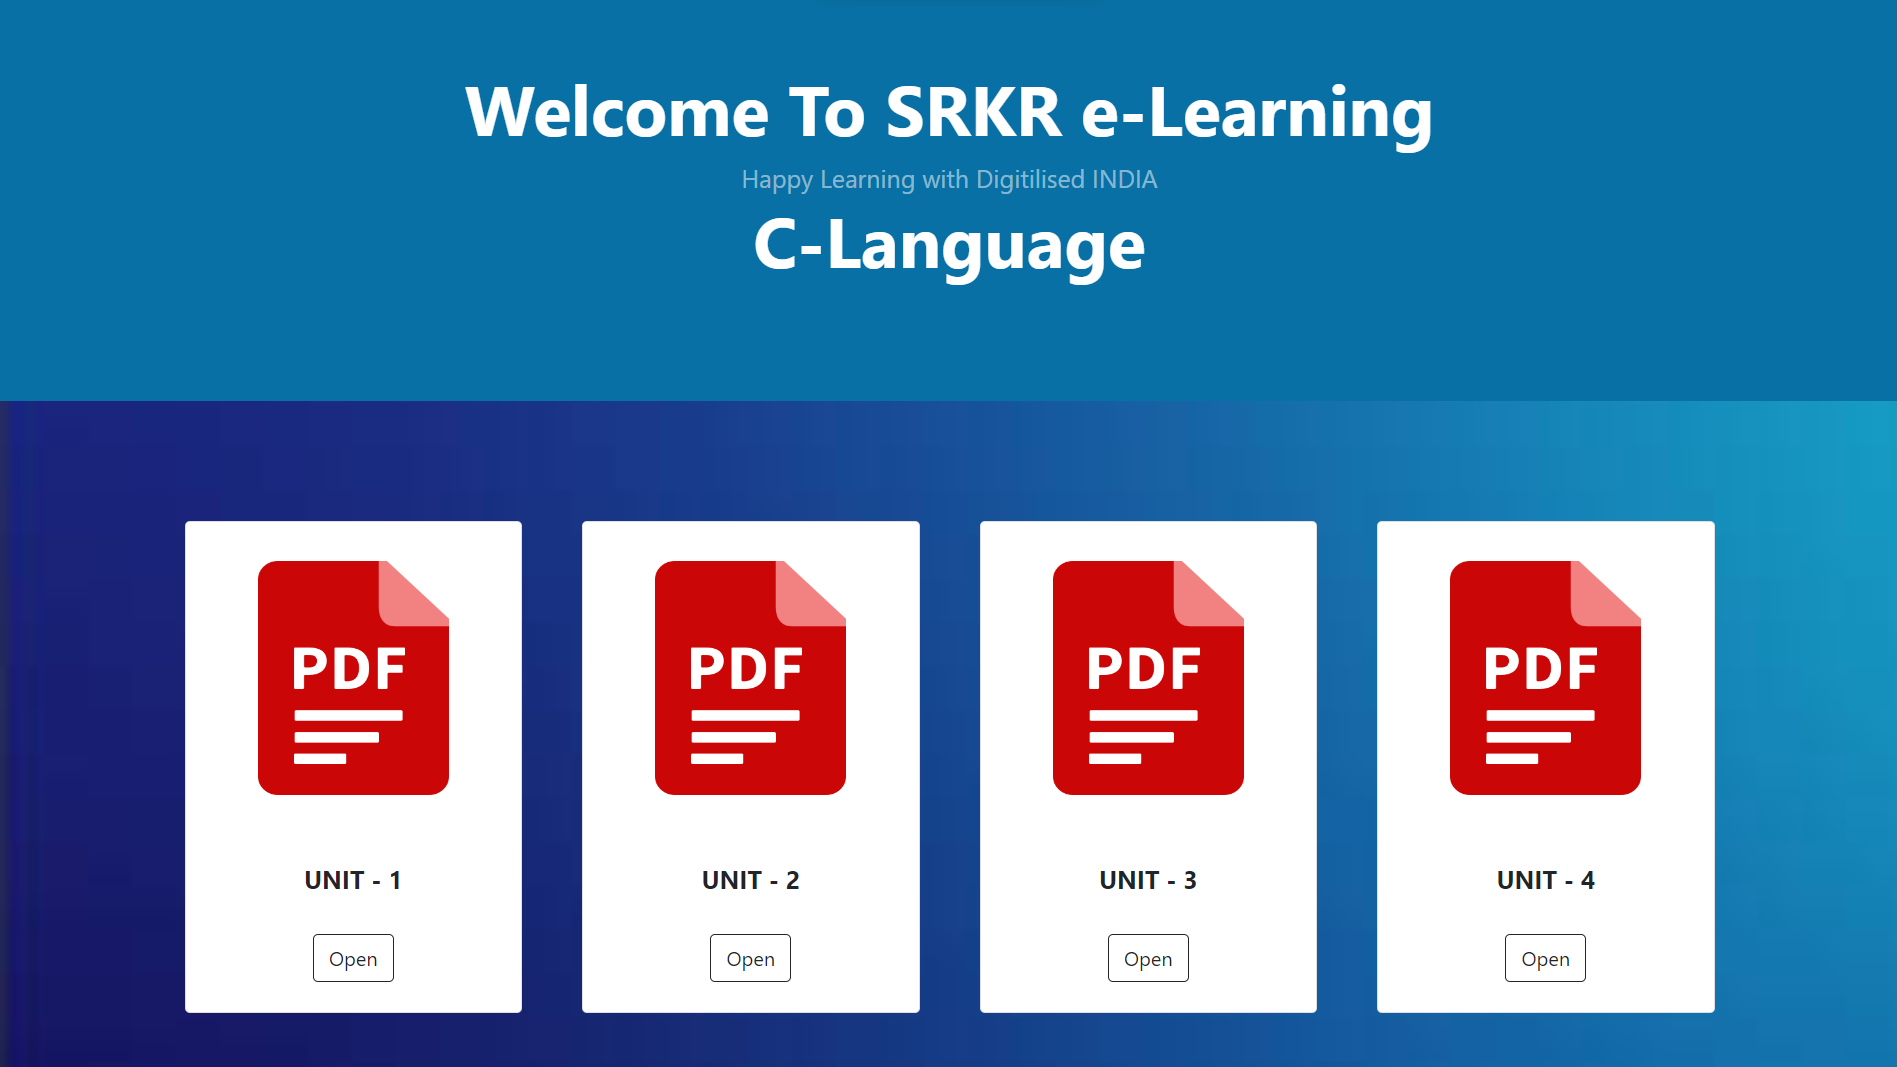 Welcome To SRKR e-Learning
Happy Learning with Digitilised INDIA
C-Language
PDF
UNIT - 1
Open
PDF
UNIT - 2
Open
PDF
UNIT - 3
Open
PDF
UNIT - 4
Open